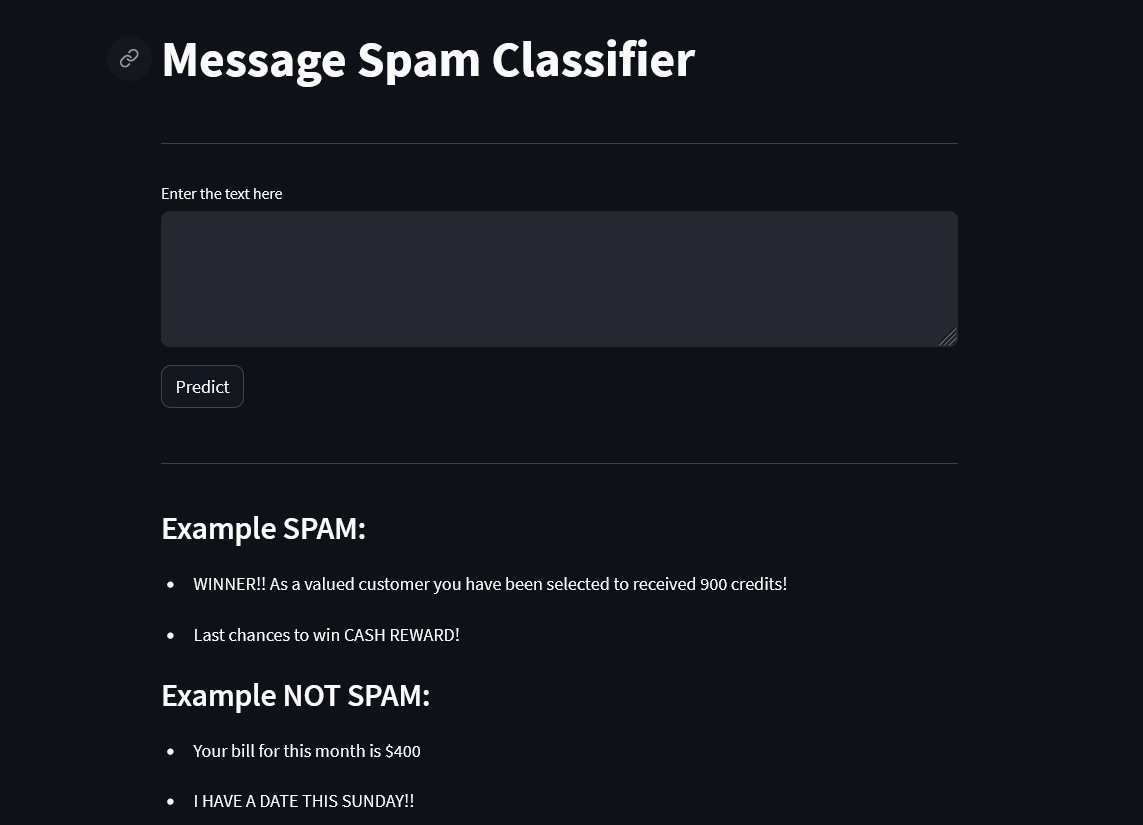 Message Spam Classifier
Enter the text here
Predict
Example SPAM:
• WINNER!! As a valued customer you have been selected to received 900 credits!
• Last chances to win CASH REWARD!
Example NOT SPAM:
• Your bill for this month is $400
• I HAVE A DATE THIS SUNDAY!!